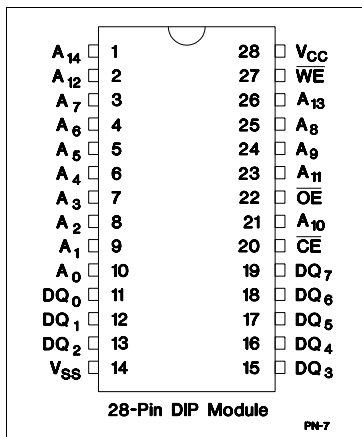 A14 1 28 VCC
A12 2 27 WE
A7 3 26 A13
A6 4 25 A8
A5 5 24 A9
A4 6 23 A11
A3 7 22 OE
A2 8 21 A10
A1 9 20 CE
A0 10 19 DQ7
DQ0 11 18 DQ6
DQ1 12 17 DQ5
DQ2 13 16 DQ4
VSS 14 15 DQ3
28-Pin DIP Module
PN-7